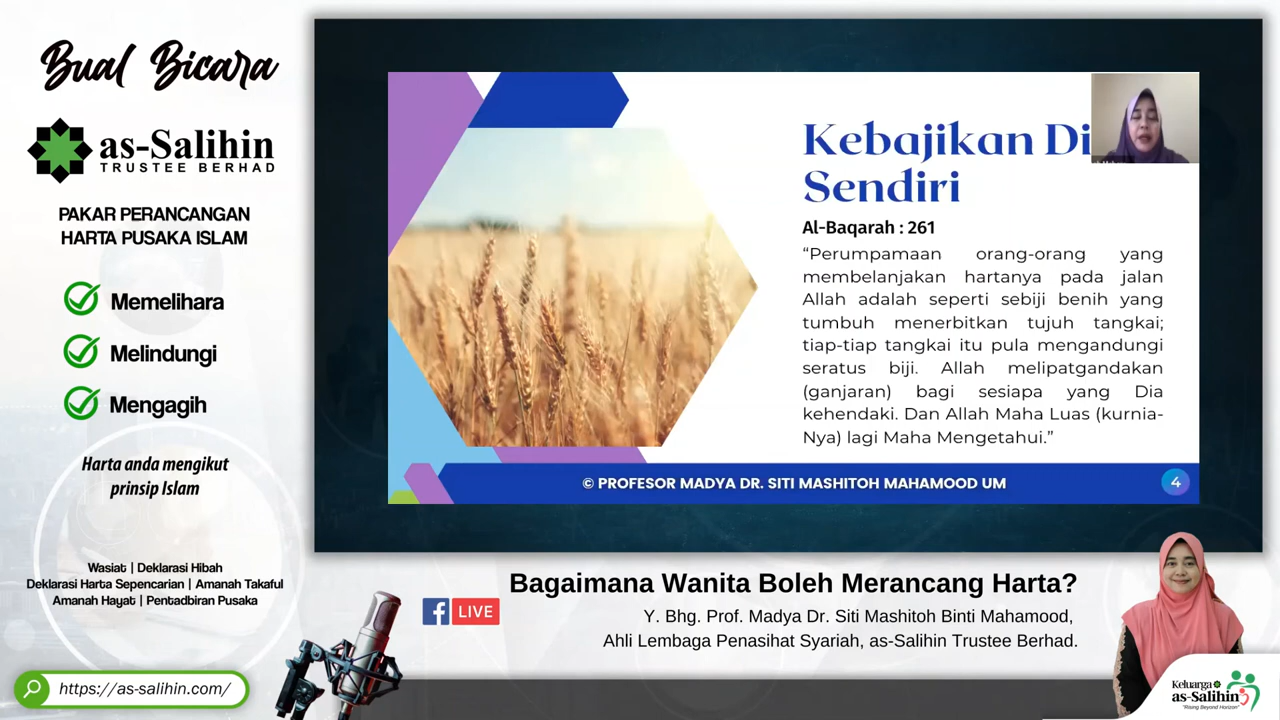 Bual Bicara
as-Salihin
TRUSTEE BERHAD
PAKAR PERANCANGAN
HARTA PUSAKA ISLAM
Memelihara
Melindungi
Mengagih
Harta anda mengikut
prinsip Islam
Wasiat | Deklarasi Hibah
Deklarasi Harta Sepencarian | Amanah Takaful
Amanah Hayat | Pentadbiran Pusaka
https://as-salihin.com/
Kebajikan Di
Sendiri
Al-Baqarah : 261
“Perumpamaan orang-orang yang
membelanjakan hartanya pada jalan
Allah adalah seperti sebiji benih yang
tumbuh menerbitkan tujuh tangkai;
tiap-tiap tangkai itu pula mengandungi
seratus biji. Allah melipatgandakan
(ganjaran) bagi sesiapa yang Dia
kehendaki. Dan Allah Maha Luas (kurnia-
Nya) lagi Maha Mengetahui.”
© PROFESOR MADYA DR. SITI MASHITOH MAHAMOOD UM
4
Bagaimana Wanita Boleh Merancang Harta?
LIVE
Y. Bhg. Prof. Madya Dr. Siti Mashitoh Binti Mahamood,
Ahli Lembaga Penasihat Syariah, as-Salihin Trustee Berhad.
Keluarga
as-Salihin
"Rising Beyond Horizon"